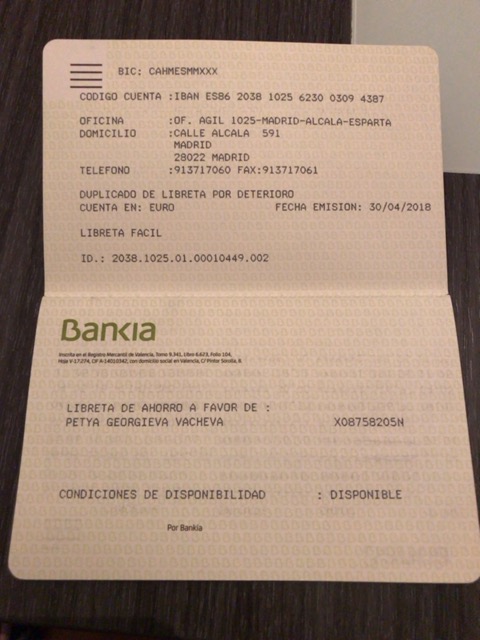 BIC: CAHMESMMXXX
CODIGO CUENTA :IBAN ES86 2038 1025 6230 0309 4387
OFICINA :OF. AGIL 1025-MADRID-ALCALA-ESPARTA
DOMICILIO :CALLE ALCALA 591
MADRID
28022 MADRID
TELEFONO :913717060 FAX:913717061
DUPLICADO DE LIBRETA POR DETERIORO
CUENTA EN: EURO FECHA EMISION: 30/04/2018
LIBRETA FACIL
ID.: 2038.1025.01.00010449.002
Bankia
Inscrita en el Registro Mercantil de Valencia, Tomo 9.341, Libro 6.623, Folio 104,
Hoja V-17.274, CIF A-14010342, con domicilio social en Valencia, C/ Pintor Sorolla, 8.
LIBRETA DE AHORRO A FAVOR DE :
PETYA GEORGIEVA VACHEVA X08758205N
CONDICIONES DE DISPONIBILIDAD : DISPONIBLE
Por Bankia